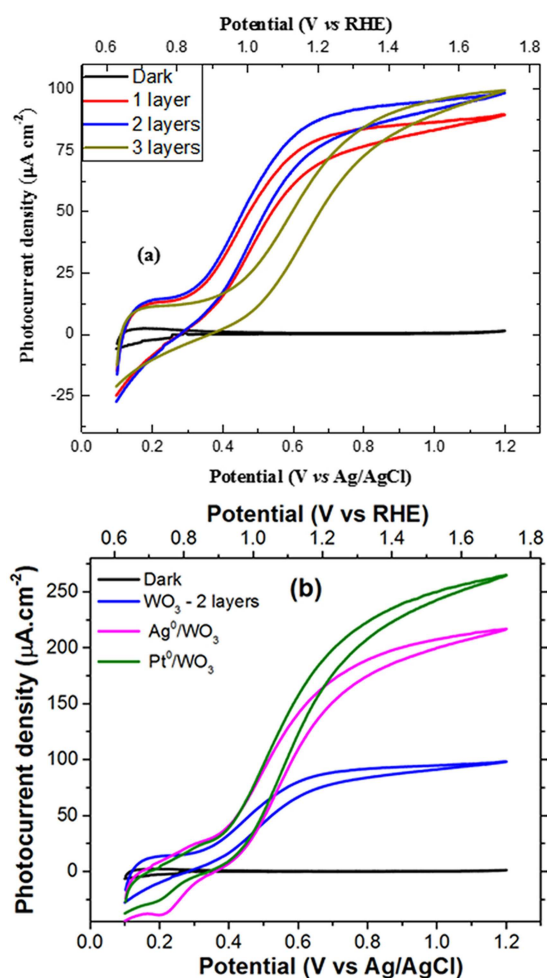 Potential (V vs RHE)
0.6 0.8 1.0 1.2 1.4 1.6 1.8
Dark
1 layer
2 layers
3 layers
100
75
50
25
0
-25
Photocurrent density (µA cm⁻²)
(a)
0.0 0.2 0.4 0.6 0.8 1.0 1.2
Potential (V vs Ag/AgCl)
Potential (V vs RHE)
0.6 0.8 1.0 1.2 1.4 1.6 1.8
Dark
WO₃ - 2 layers
Ag⁰/WO₃
Pt⁰/WO₃
(b)
250
200
150
100
50
0
Photocurrent density (µA.cm⁻²)
0.0 0.2 0.4 0.6 0.8 1.0 1.2
Potential (V vs Ag/AgCl)